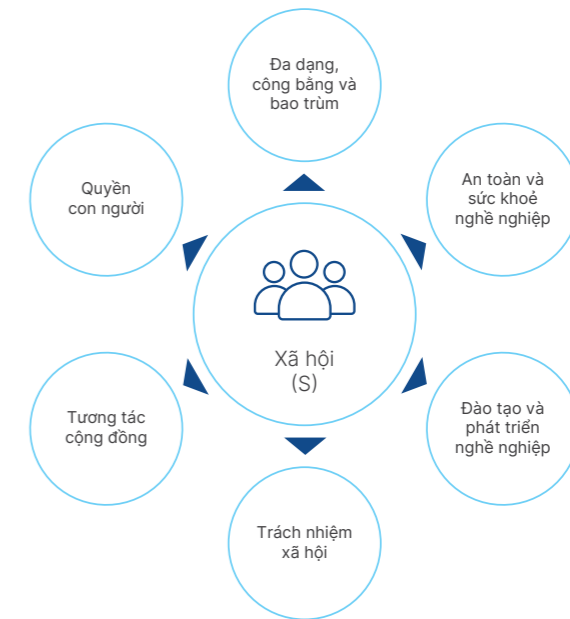 Đa dạng,
công bằng và
bao trùm
Quyền
con người
An toàn và
sức khoẻ
nghề nghiệp
Xã hội
(S)
Tương tác
cộng đồng
Đào tạo và
phát triển
nghề nghiệp
Trách nhiệm
xã hội